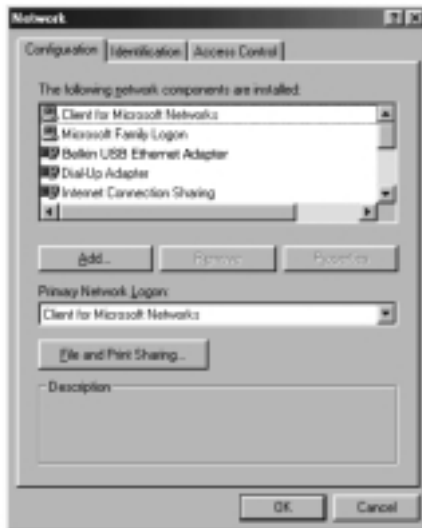 Network
Configuration Identification Access Control
The following network components are installed:
Client for Microsoft Networks
Microsoft Family Logon
Belkin USB Ethernet Adapter
Dial-Up Adapter
Internet Connection Sharing
Add... Remove Properties
Primary Network Logon:
Client for Microsoft Networks
File and Print Sharing...
Description
OK Cancel